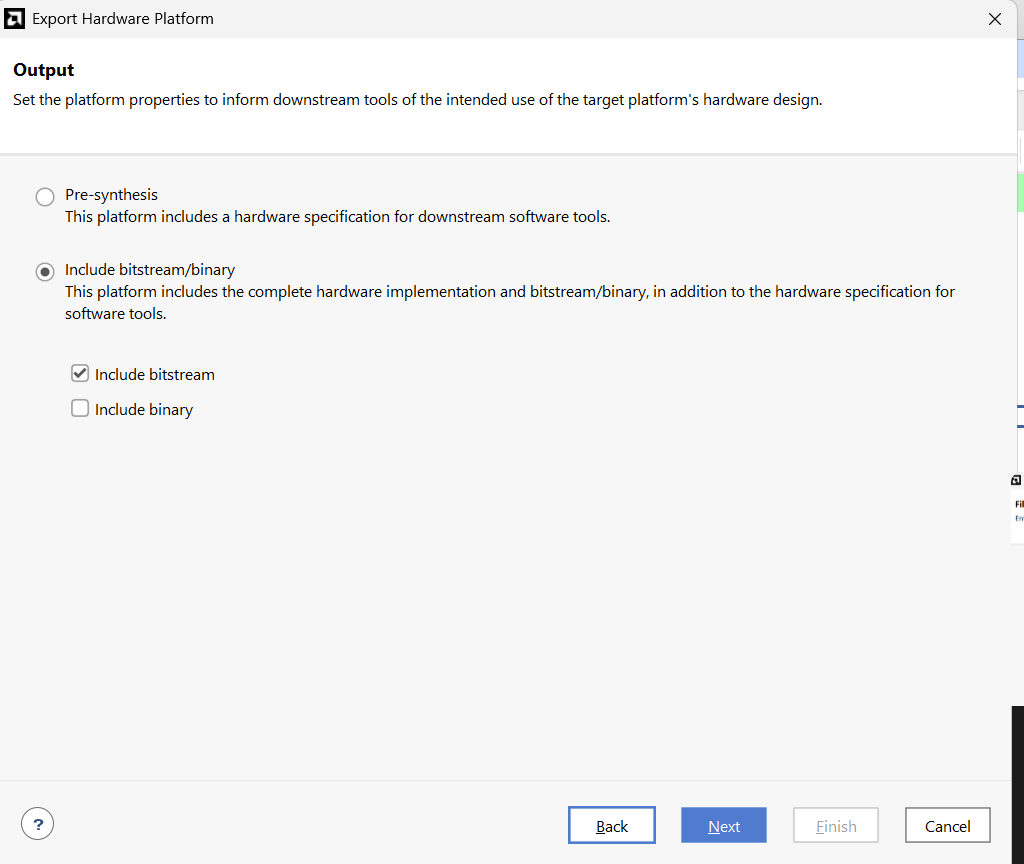 Export Hardware Platform
Output
Set the platform properties to inform downstream tools of the intended use of the target platform's hardware design.
Pre-synthesis
This platform includes a hardware specification for downstream software tools.
Include bitstream/binary
This platform includes the complete hardware implementation and bitstream/binary, in addition to the hardware specification for
software tools.
Include bitstream
Include binary
?
Back
Next
Finish
Cancel